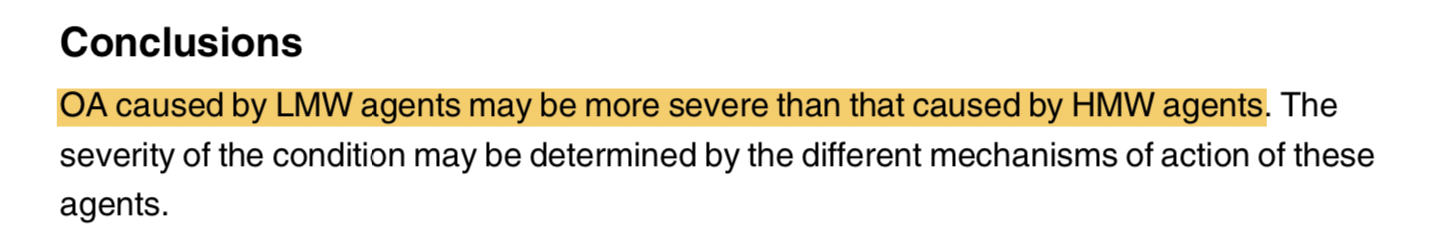 Conclusions
OA caused by LMW agents may be more severe than that caused by HMW agents. The
severity of the condition may be determined by the different mechanisms of action of these
agents.